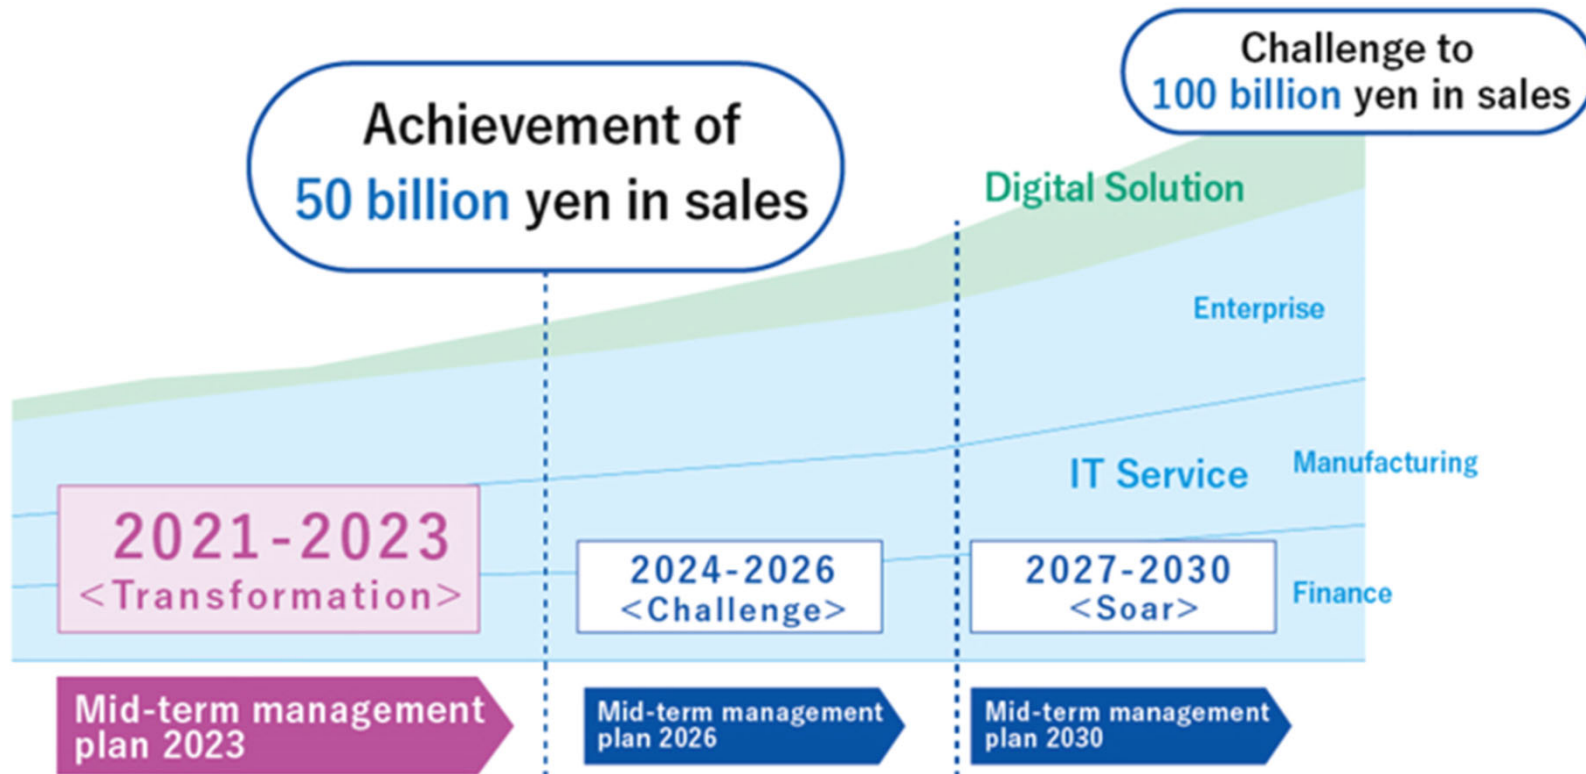 Challenge to
100 billion yen in sales
Achievement of
50 billion yen in sales
Digital Solution
Enterprise
IT Service
Manufacturing
Finance
2021-2023
<Transformation>
2024-2026
<Challenge>
2027-2030
<Soar>
Mid-term management
plan 2023
Mid-term management
plan 2026
Mid-term management
plan 2030